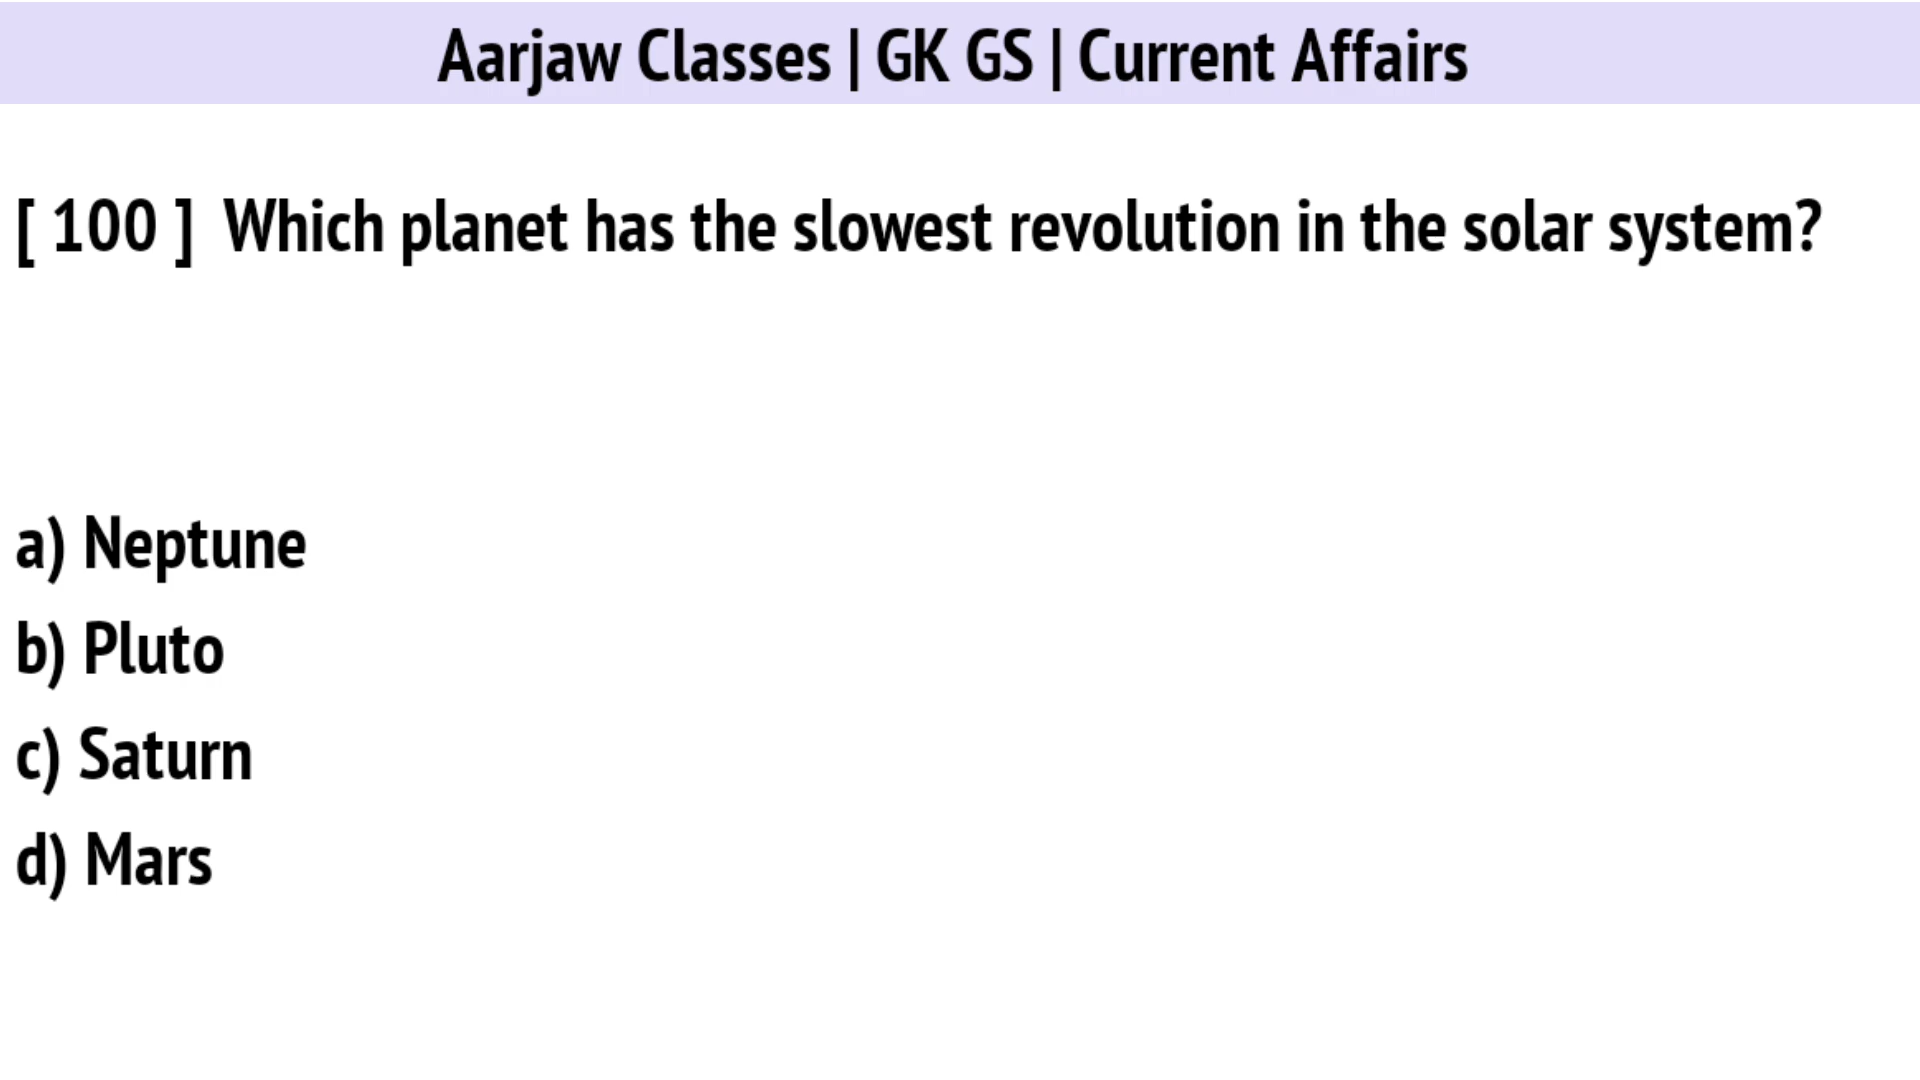 Aarjaw Classes | GK GS | Current Affairs
[ 100 ] Which planet has the slowest revolution in the solar system?
a) Neptune
b) Pluto
c) Saturn
d) Mars